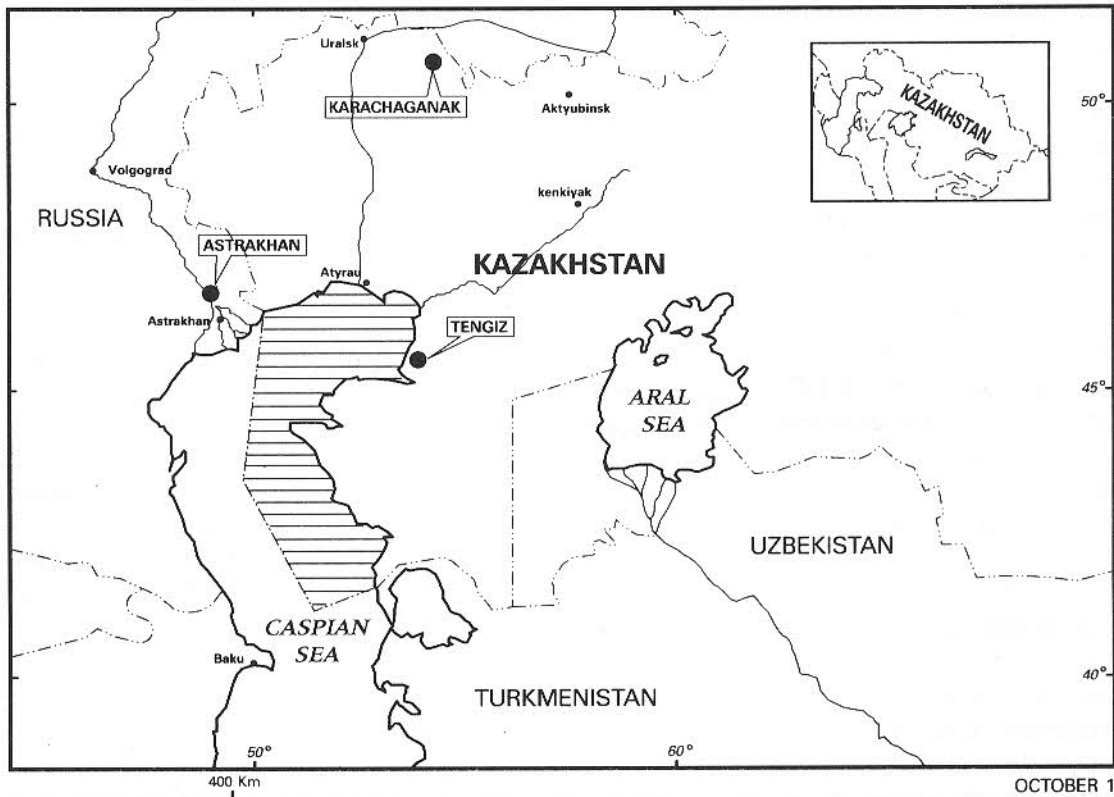 Uralsk
KARACHAGANAK
Aktyubinsk
50°
KAZAKHSTAN
Volgograd
kenkiyak
RUSSIA
ASTRAKHAN
KAZAKHSTAN
Atyrau
Astrakhan
TENGIZ
45°
ARAL
SEA
UZBEKISTAN
CASPIAN
SEA
Baku
TURKMENISTAN
40°
50°
60°
400 Km
OCTOBER 1